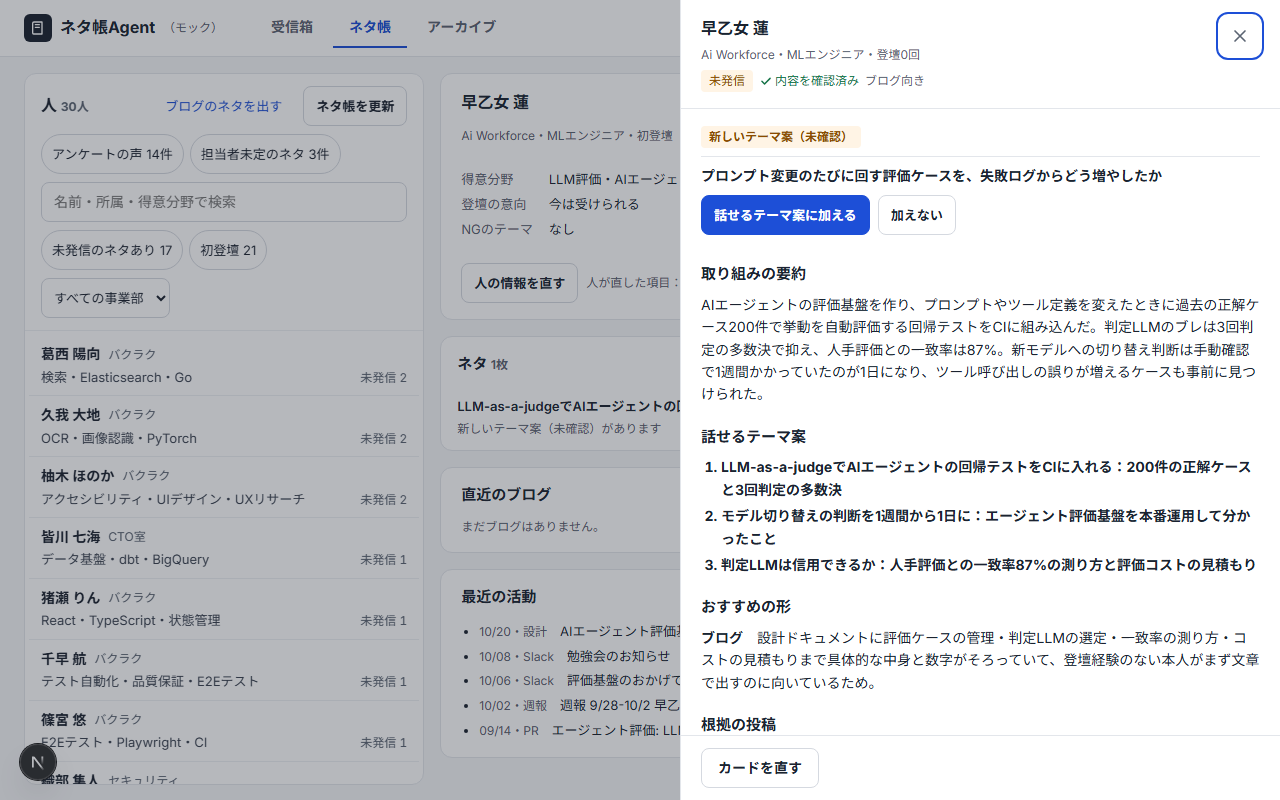 ネタ帳Agent （モック） 受信箱 ネタ帳 アーカイブ
人 30人 ブログのネタを出す ネタ帳を更新
アンケートの声 14件 担当者未定のネタ 3件
名前・所属・得意分野で検索
未発信のネタあり 17 初登壇 21
すべての事業部
葛西 陽向 バクラク
検索・Elasticsearch・Go 未発信 2
久我 大地 バクラク
OCR・画像認識・PyTorch 未発信 2
柚木 ほのか バクラク
アクセシビリティ・UIデザイン・UXリサーチ 未発信 2
皆川 七海 CTO室
データ基盤・dbt・BigQuery 未発信 1
猪瀬 りん バクラク
React・TypeScript・状態管理 未発信 1
千早 航 バクラク
テスト自動化・品質保証・E2Eテスト 未発信 1
篠宮 悠 バクラク
E2Eテスト・Playwright・CI 未発信 1
織部 隼人 セキュリティ
N
早乙女 蓮
Ai Workforce・MLエンジニア・初登壇
得意分野 LLM評価・AIエージェ
登壇の意向 今は受けられる
NGのテーマ なし
人の情報を直す 人が直した項目：
ネタ 1枚
LLM-as-a-judgeでAIエージェントの
新しいテーマ案（未確認）があります
直近のブログ
まだブログはありません。
最近の活動
10/20・設計 AIエージェント評価
10/08・Slack 勉強会のお知らせ
10/06・Slack 評価基盤のおかげで
10/02・週報 週報 9/28-10/2 早乙
09/14・PR エージェント評価: LL
早乙女 蓮
Ai Workforce・MLエンジニア・登壇0回
未発信 内容を確認済み ブログ向き
新しいテーマ案（未確認）
プロンプト変更のたびに回す評価ケースを、失敗ログからどう増やしたか
話せるテーマ案に加える 加えない
取り組みの要約
AIエージェントの評価基盤を作り、プロンプトやツール定義を変えたときに過去の正解ケ
ース200件で挙動を自動評価する回帰テストをCIに組み込んだ。判定LLMのブレは3回判
定の多数決で抑え、人手評価との一致率は87%。新モデルへの切り替え判断は手動確認
で1週間かかっていたのが1日になり、ツール呼び出しの誤りが増えるケースも事前に見つ
けられた。
話せるテーマ案
1. LLM-as-a-judgeでAIエージェントの回帰テストをCIに入れる：200件の正解ケース
と3回判定の多数決
2. モデル切り替えの判断を1週間から1日に：エージェント評価基盤を本番運用して分か
ったこと
3. 判定LLMは信用できるか：人手評価との一致率87%の測り方と評価コストの見積もり
おすすめの形
ブログ 設計ドキュメントに評価ケースの管理・判定LLMの選定・一致率の測り方・コ
ストの見積もりまで具体的な中身と数字がそろっていて、登壇経験のない本人がまず文章
で出すのに向いているため。
根拠の投稿
カードを直す